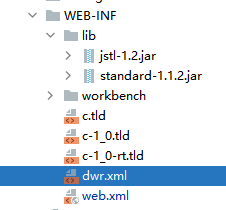 WEB-INF
lib
jstl-1.2.jar
standard-1.1.2.jar
workbench
c.tld
c-1_0.tld
c-1_0-rt.tld
dwr.xml
web.xml